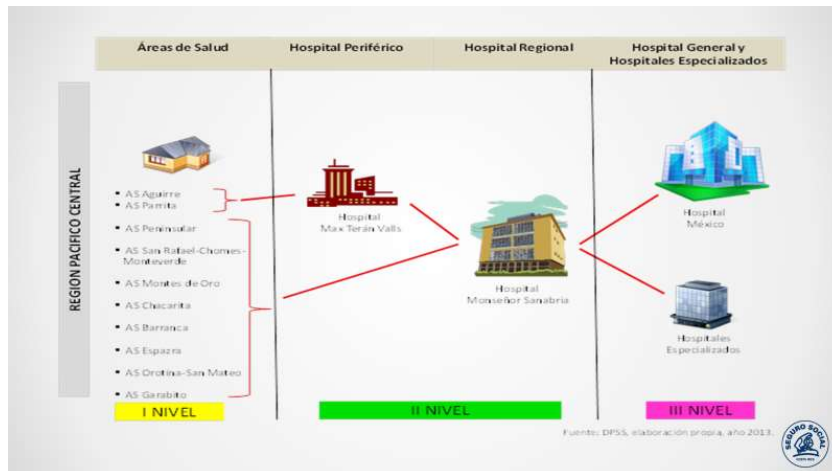 Áreas de Salud
Hospital Periférico
Hospital Regional
Hospital General y
Hospitales Especializados
REGION PACIFICO CENTRAL
AS Aguirre
AS Parrita
AS Peninsular
AS San Rafael-Chomes-
Monteverde
AS Montes de Oro
AS Chacarita
AS Barranca
AS Espazra
AS Orotina-San Mateo
AS Garabito
Hospital
Max Terán Valls
Hospital
Monseñor Sanabria
Hospital
México
Hospitales
Especializados
I NIVEL
II NIVEL
III NIVEL
Fuente: DPSS, elaboración propia, año 2013.
SEGURO SOCIAL